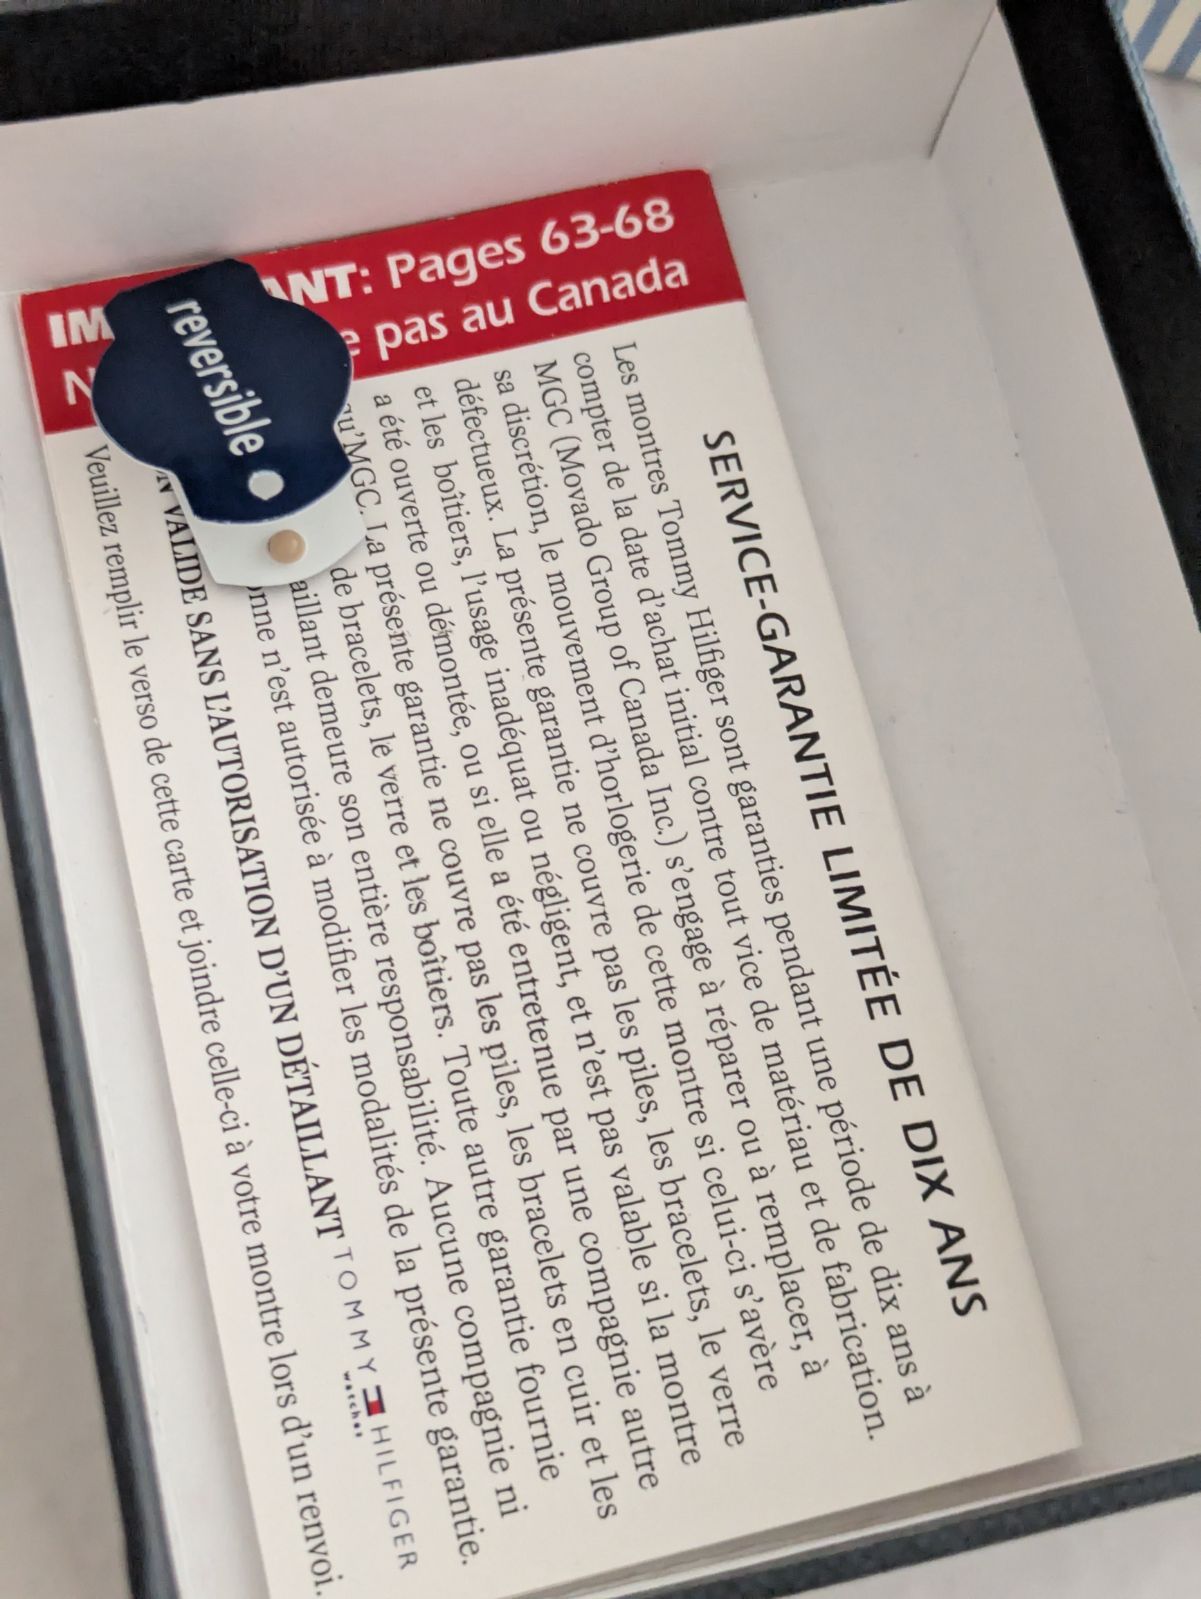 ANT: Pages 63-68
pas au Canada
reversible
SERVICE-GARANTIE LIMITÉE DE DIX ANS
Les montres Tommy Hilfiger sont garanties pendant une période de dix ans à
compter de la date d'achat initial contre tout vice de matériau et de fabrication.
MGC (Movado Group of Canada Inc.) s'engage à réparer ou à remplacer, à
sa discrétion, le mouvement d'horlogerie de cette montre si celui-ci s'avère
défectueux. La présente garantie ne couvre pas les piles, les bracelets, le verre
et les boîtiers, l'usage inadéquat ou négligent, et n'est pas valable si la montre
a été ouverte ou démontée, ou si elle a été entretenue par une compagnie autre
qu'MGC. La présente garantie ne couvre pas les piles, les bracelets en cuir et les
de bracelets, le verre et les boîtiers. Toute autre garantie fournie
aillant demeure son entière responsabilité. Aucune compagnie ni
onne n'est autorisée à modifier les modalités de la présente garantie.
VALIDE SANS L'AUTORISATION D'UN DÉTAILLANT
TOMMY HILFIGER
watches
Veuillez remplir le verso de cette carte et joindre celle-ci à votre montre lors d'un renvoi.